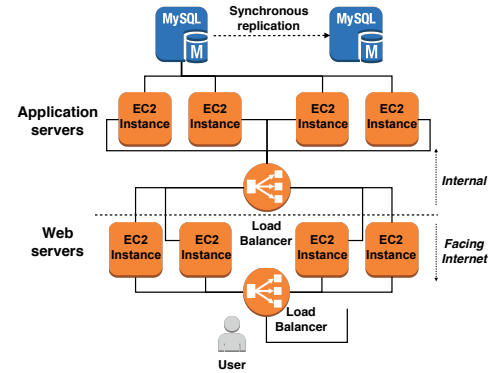 MySQL
Synchronous
replication
MySQL
M
M
Application
servers
EC2
Instance
EC2
Instance
EC2
Instance
EC2
Instance
Internal
Web
servers
Load
Balancer
EC2
Instance
EC2
Instance
EC2
Instance
EC2
Instance
Facing
Internet
Load
Balancer
User